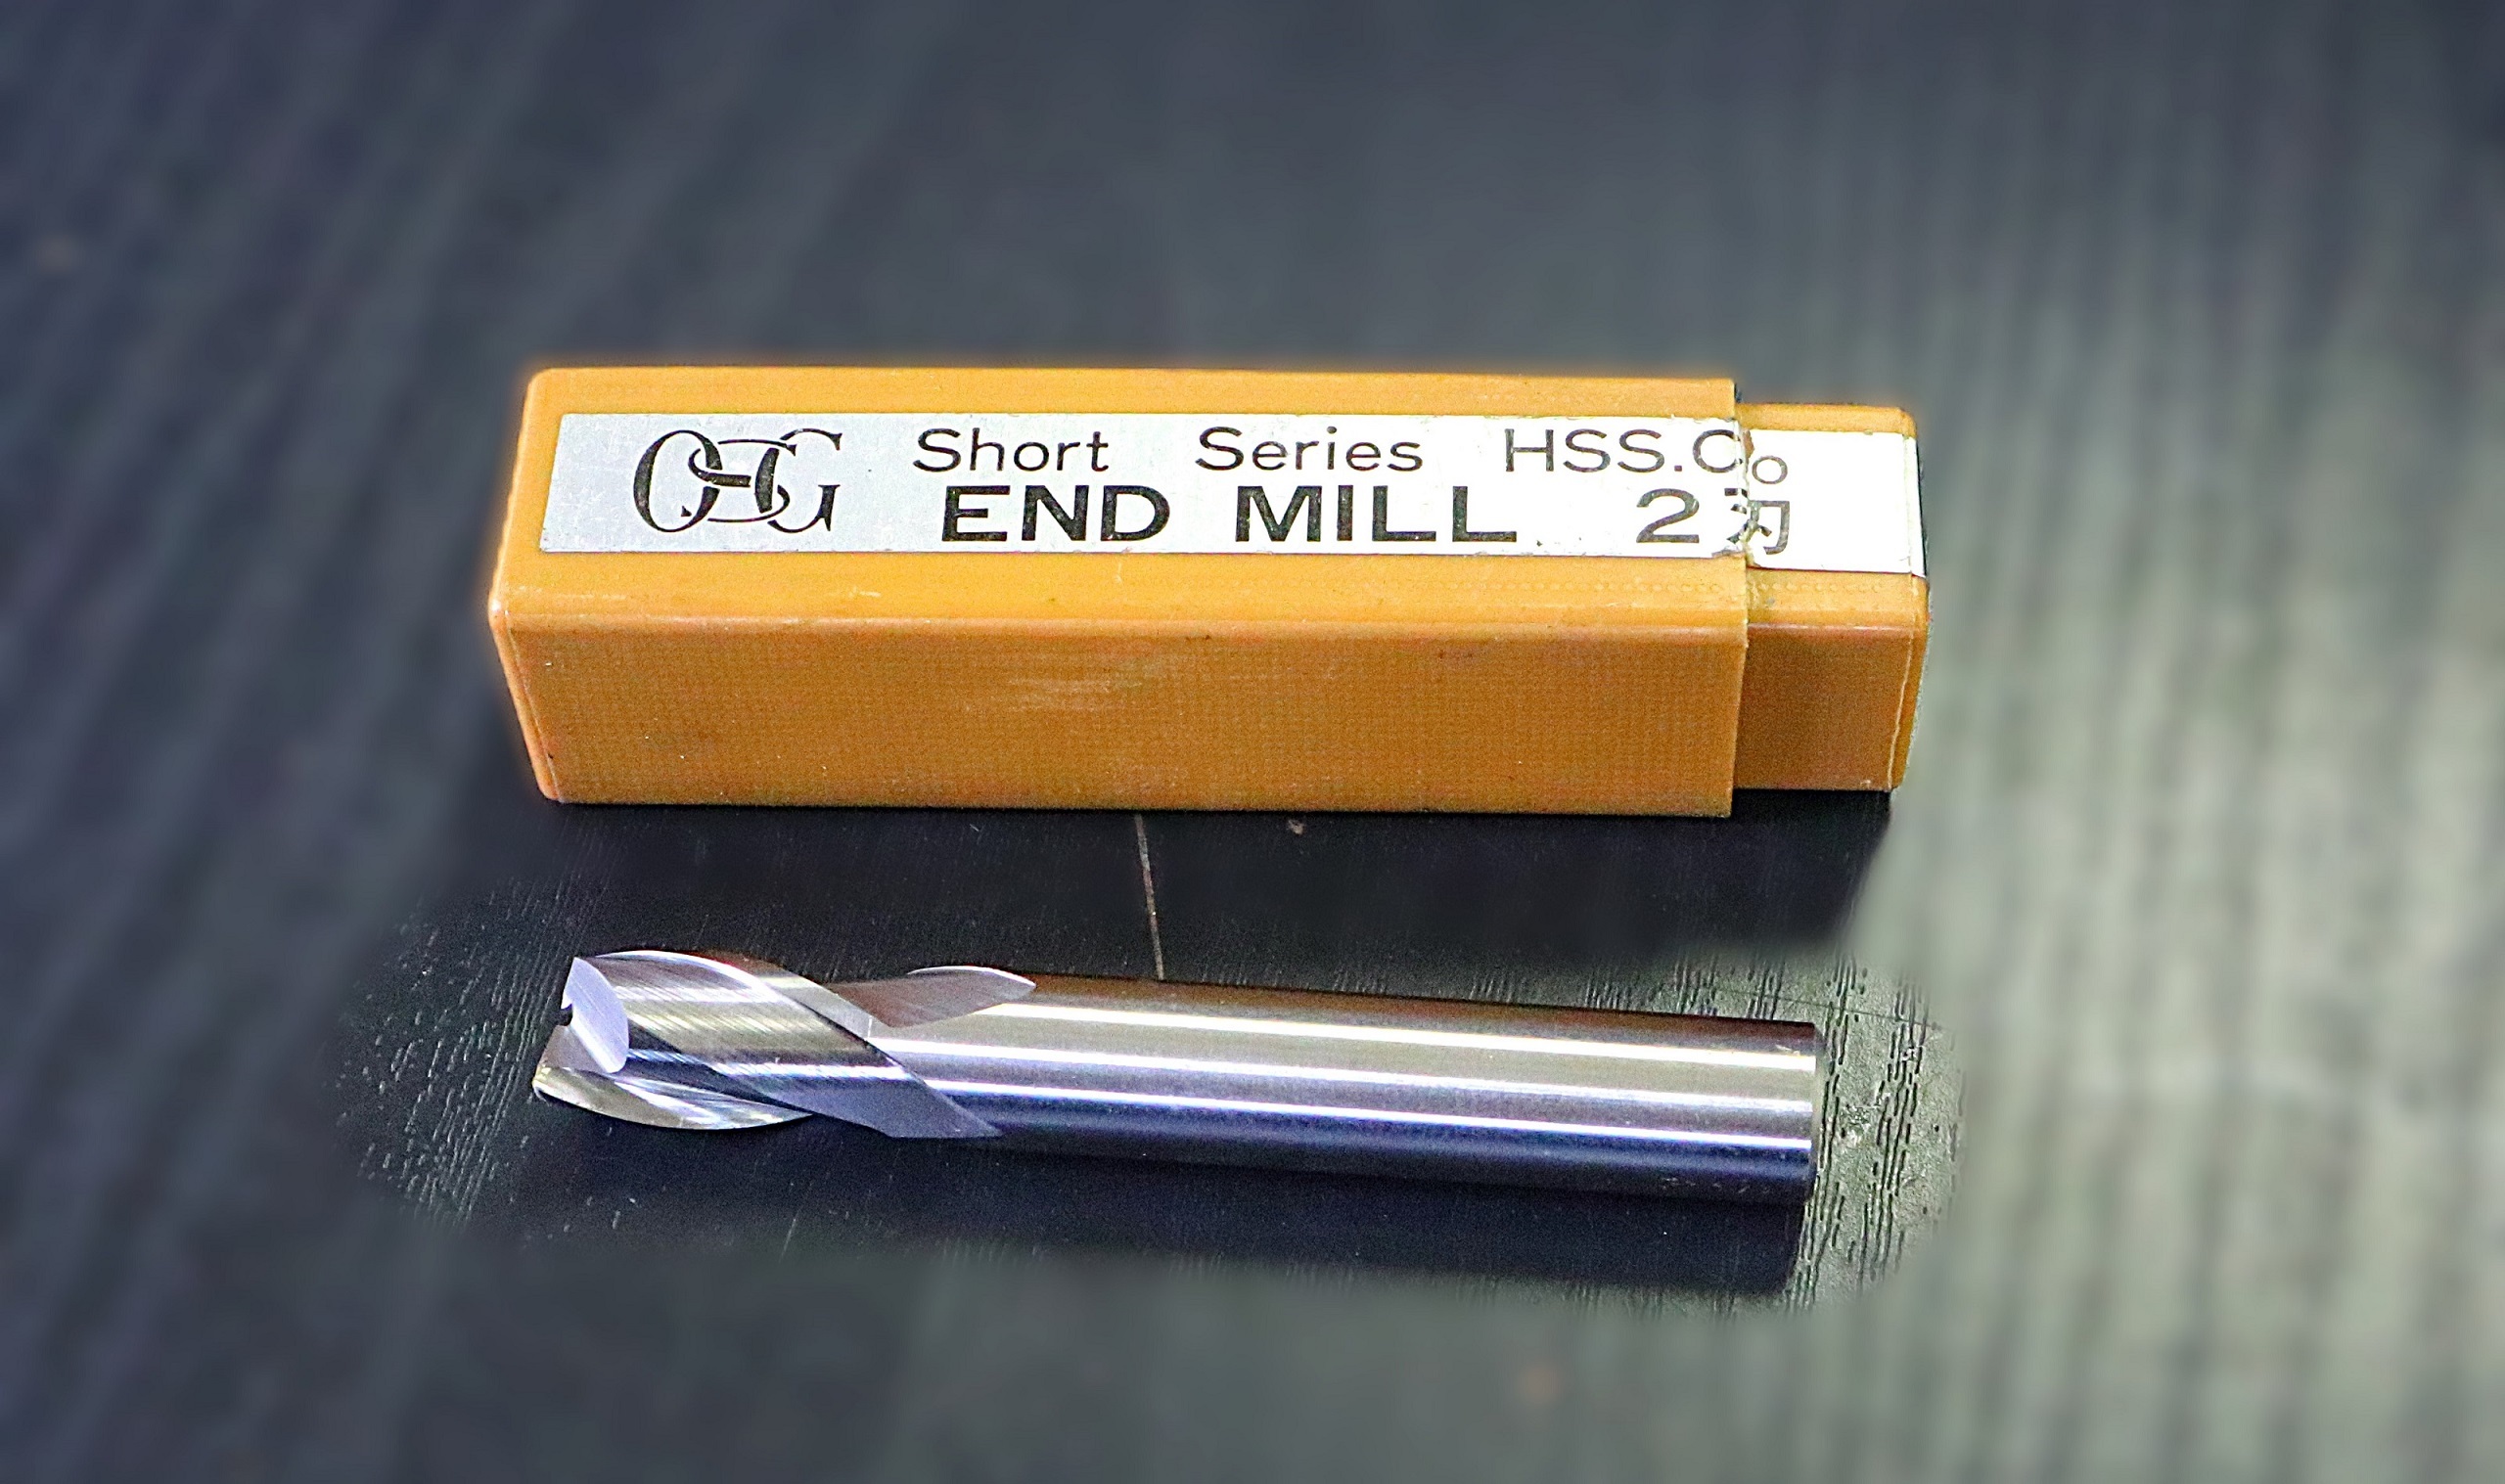 OSG
Short Series HSS.Co
END MILL 2刃